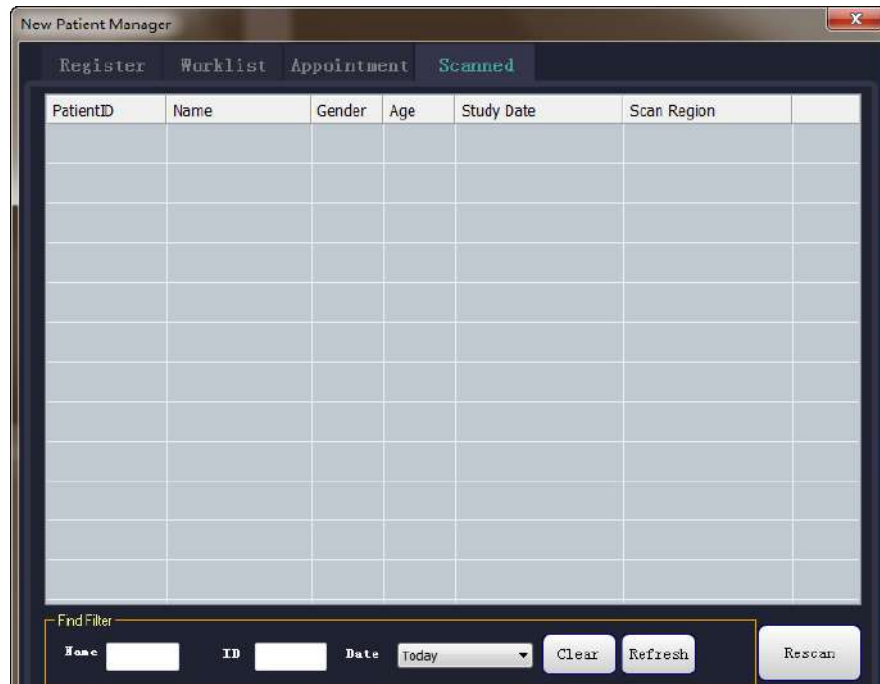 New Patient Manager
Register Worklist Appointment Scanned
PatientID Name Gender Age Study Date Scan Region
Find Filter
Name ID Date Today Clear Refresh Rescan